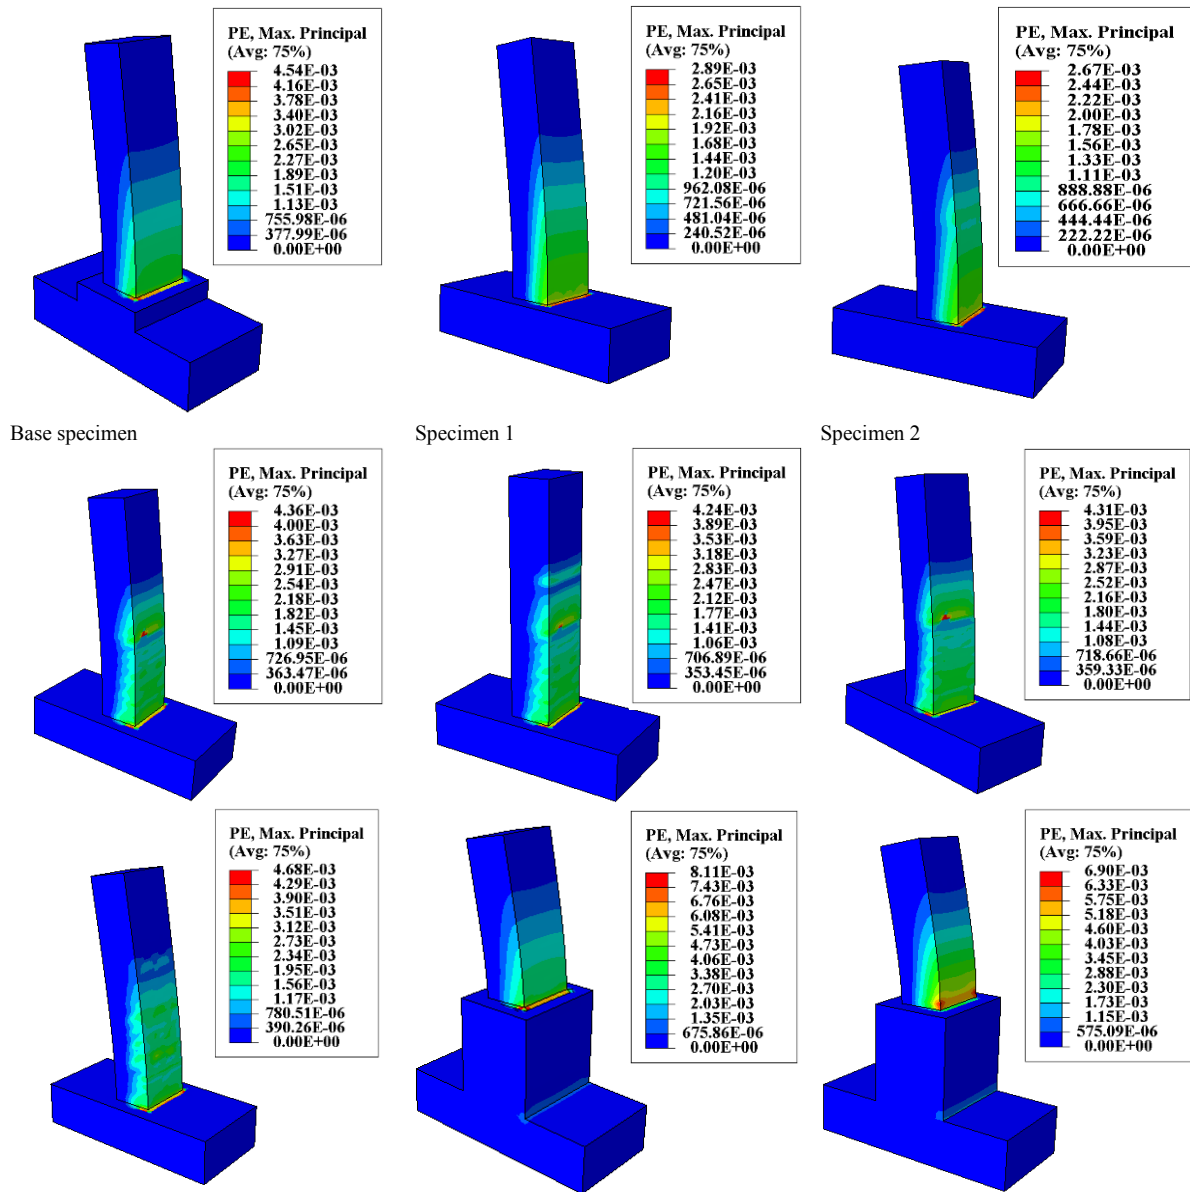 PE, Max. Principal
(Avg: 75%)
4.54E-03
4.16E-03
3.78E-03
3.40E-03
3.02E-03
2.65E-03
2.27E-03
1.89E-03
1.51E-03
1.13E-03
755.98E-06
377.99E-06
0.00E+00
PE, Max. Principal
(Avg: 75%)
2.89E-03
2.65E-03
2.41E-03
2.16E-03
1.92E-03
1.68E-03
1.44E-03
1.20E-03
962.08E-06
721.56E-06
481.04E-06
240.52E-06
0.00E+00
PE, Max. Principal
(Avg: 75%)
2.67E-03
2.44E-03
2.22E-03
2.00E-03
1.78E-03
1.56E-03
1.33E-03
1.11E-03
888.88E-06
666.66E-06
444.44E-06
222.22E-06
0.00E+00
Base specimen
Specimen 1
Specimen 2
PE, Max. Principal
(Avg: 75%)
4.36E-03
4.00E-03
3.63E-03
3.27E-03
2.91E-03
2.54E-03
2.18E-03
1.82E-03
1.45E-03
1.09E-03
726.95E-06
363.47E-06
0.00E+00
PE, Max. Principal
(Avg: 75%)
4.24E-03
3.89E-03
3.53E-03
3.18E-03
2.83E-03
2.47E-03
2.12E-03
1.77E-03
1.41E-03
1.06E-03
706.89E-06
353.45E-06
0.00E+00
PE, Max. Principal
(Avg: 75%)
4.31E-03
3.95E-03
3.59E-03
3.23E-03
2.87E-03
2.52E-03
2.16E-03
1.80E-03
1.44E-03
1.08E-03
718.66E-06
359.33E-06
0.00E+00
PE, Max. Principal
(Avg: 75%)
4.68E-03
4.29E-03
3.90E-03
3.51E-03
3.12E-03
2.73E-03
2.34E-03
1.95E-03
1.56E-03
1.17E-03
780.51E-06
390.26E-06
0.00E+00
PE, Max. Principal
(Avg: 75%)
8.11E-03
7.43E-03
6.76E-03
6.08E-03
5.41E-03
4.73E-03
4.06E-03
3.38E-03
2.70E-03
2.03E-03
1.35E-03
675.86E-06
0.00E+00
PE, Max. Principal
(Avg: 75%)
6.90E-03
6.33E-03
5.75E-03
5.18E-03
4.60E-03
4.03E-03
3.45E-03
2.88E-03
2.30E-03
1.73E-03
1.15E-03
575.09E-06
0.00E+00